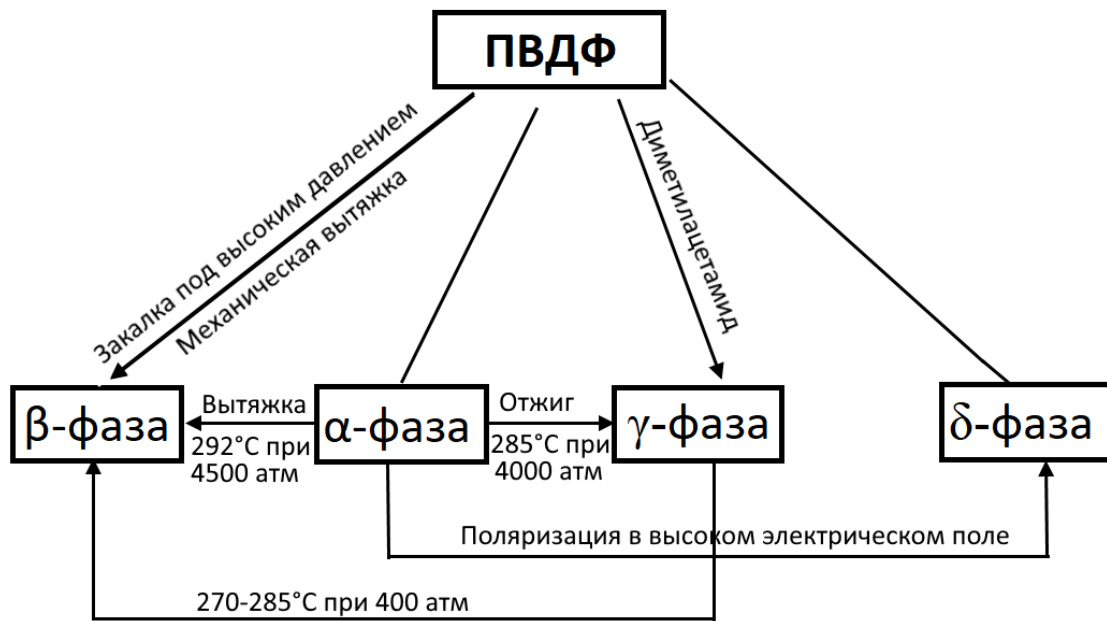 ПВДФ
Закалка под высоким давлением
Механическая вытяжка
Диметилацетамид
β-фаза
Вытяжка
292°C при
4500 атм
α-фаза
Отжиг
285°C при
4000 атм
γ-фаза
δ-фаза
Поляризация в высоком электрическом поле
270-285°C при 400 атм